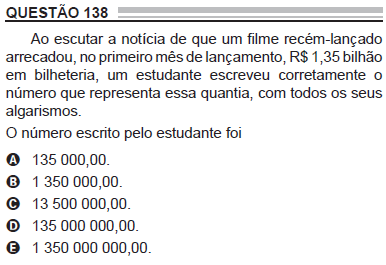 QUESTÃO 138
Ao escutar a notícia de que um filme recém-lançado
arrecadou, no primeiro mês de lançamento, R$ 1,35 bilhão
em bilheteria, um estudante escreveu corretamente o
número que representa essa quantia, com todos os seus
algarismos.
O número escrito pelo estudante foi
A 135 000,00.
B 1 350 000,00.
C 13 500 000,00.
D 135 000 000,00.
E 1 350 000 000,00.